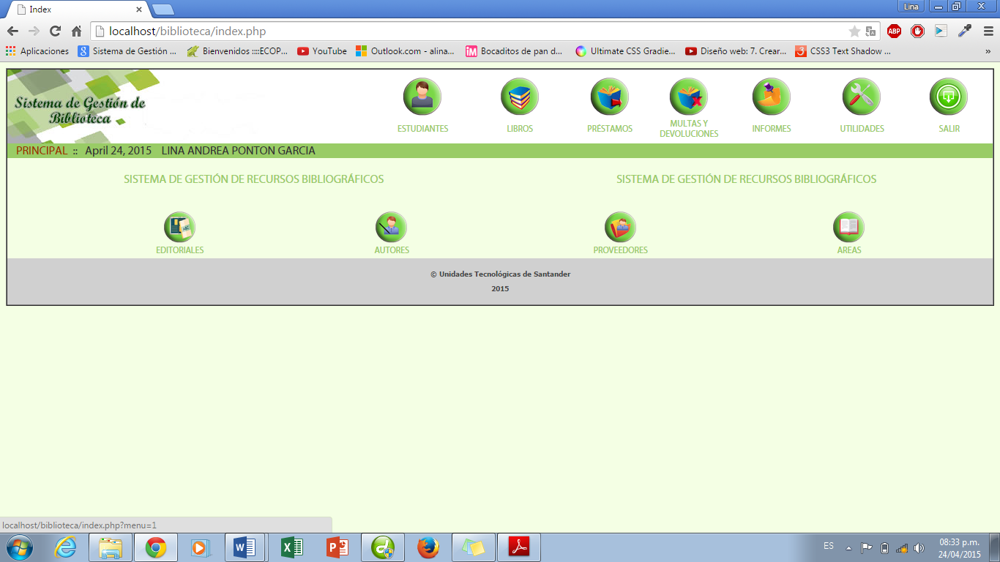 Index
Lina
localhost/biblioteca/index.php
ABP
Aplicaciones
Sistema de Gestión ...
Bienvenidos ::::ECOP...
YouTube
Outlook.com - alina...
Bocaditos de pan d...
Ultimate CSS Gradie...
Diseño web: 7. Crear...
CSS3 Text Shadow ...
»
Sistema de Gestión de
Biblioteca
ESTUDIANTES
LIBROS
PRÉSTAMOS
MULTAS Y
DEVOLUCIONES
INFORMES
UTILIDADES
SALIR
PRINCIPAL :: April 24, 2015 LINA ANDREA PONTON GARCIA
SISTEMA DE GESTIÓN DE RECURSOS BIBLIOGRÁFICOS
SISTEMA DE GESTIÓN DE RECURSOS BIBLIOGRÁFICOS
EDITORIALES
AUTORES
PROVEEDORES
AREAS
© Unidades Tecnológicas de Santander
2015
localhost/biblioteca/index.php?menu=1
ES
08:33 p.m.
24/04/2015